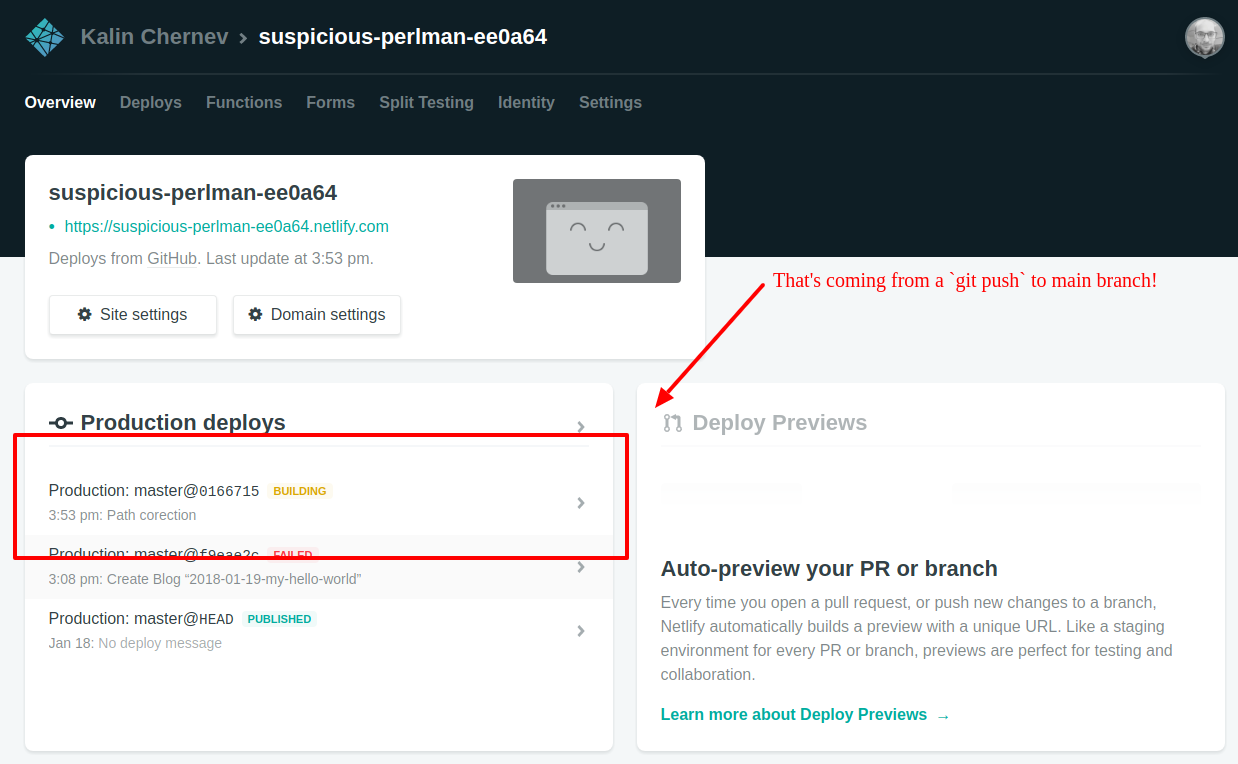 Kalin Chernev > suspicious-perlman-ee0a64
Overview Deploys Functions Forms Split Testing Identity Settings
suspicious-perlman-ee0a64
• https://suspicious-perlman-ee0a64.netlify.com
Deploys from GitHub. Last update at 3:53 pm.
Site settings Domain settings
That's coming from a `git push` to main branch!
Production deploys
Production: master@0166715 BUILDING
3:53 pm: Path corection
Production: master@f9eae2c FAILED
3:08 pm: Create Blog “2018-01-19-my-hello-world”
Production: master@HEAD PUBLISHED
Jan 18: No deploy message
Deploy Previews
Auto-preview your PR or branch
Every time you open a pull request, or push new changes to a branch,
Netlify automatically builds a preview with a unique URL. Like a staging
environment for every PR or branch, previews are perfect for testing and
collaboration.
Learn more about Deploy Previews →